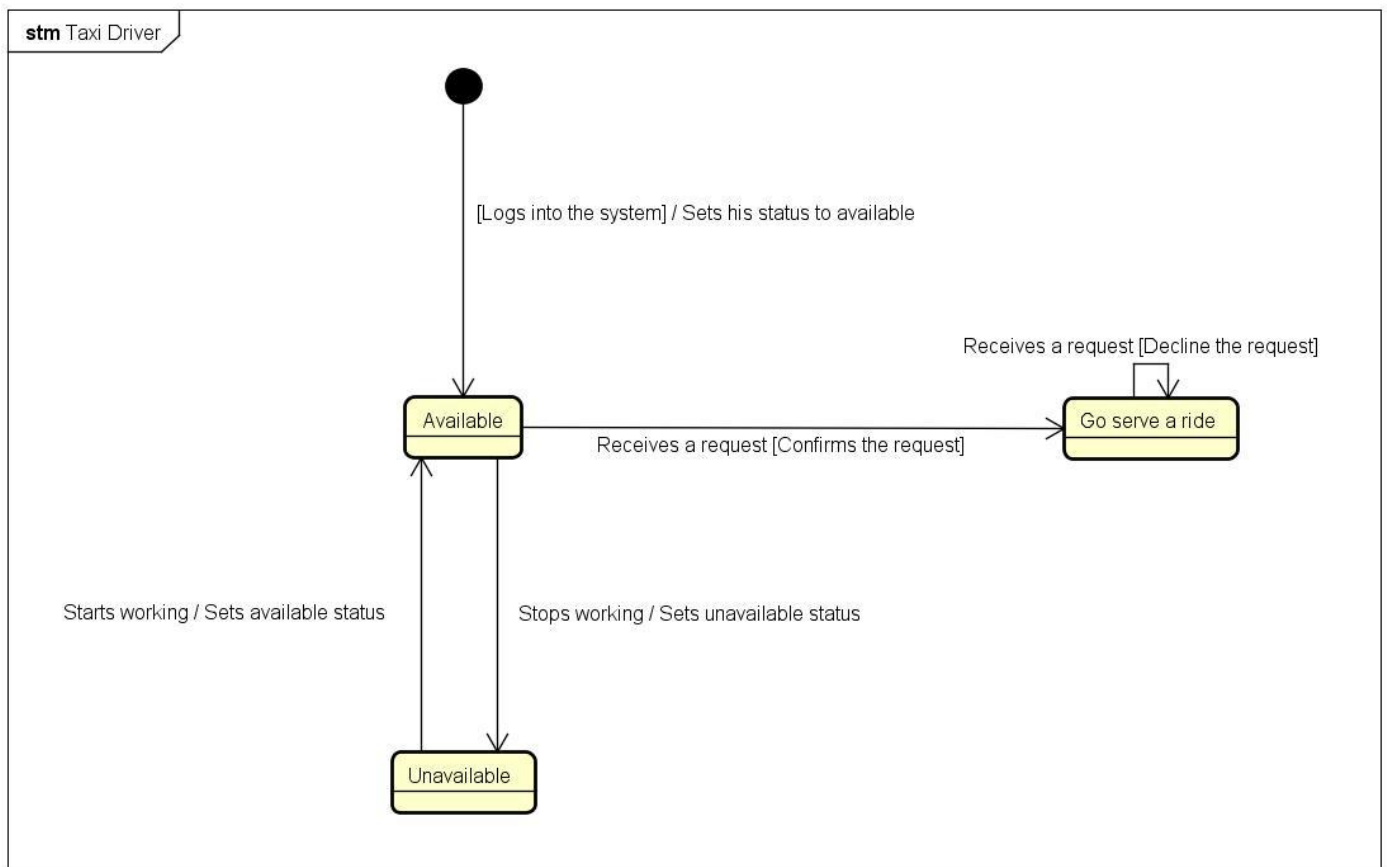 stm Taxi Driver
[Logs into the system] / Sets his status to available
Receives a request [Decline the request]
Available
Go serve a ride
Receives a request [Confirms the request]
Starts working / Sets available status
Stops working / Sets unavailable status
Unavailable